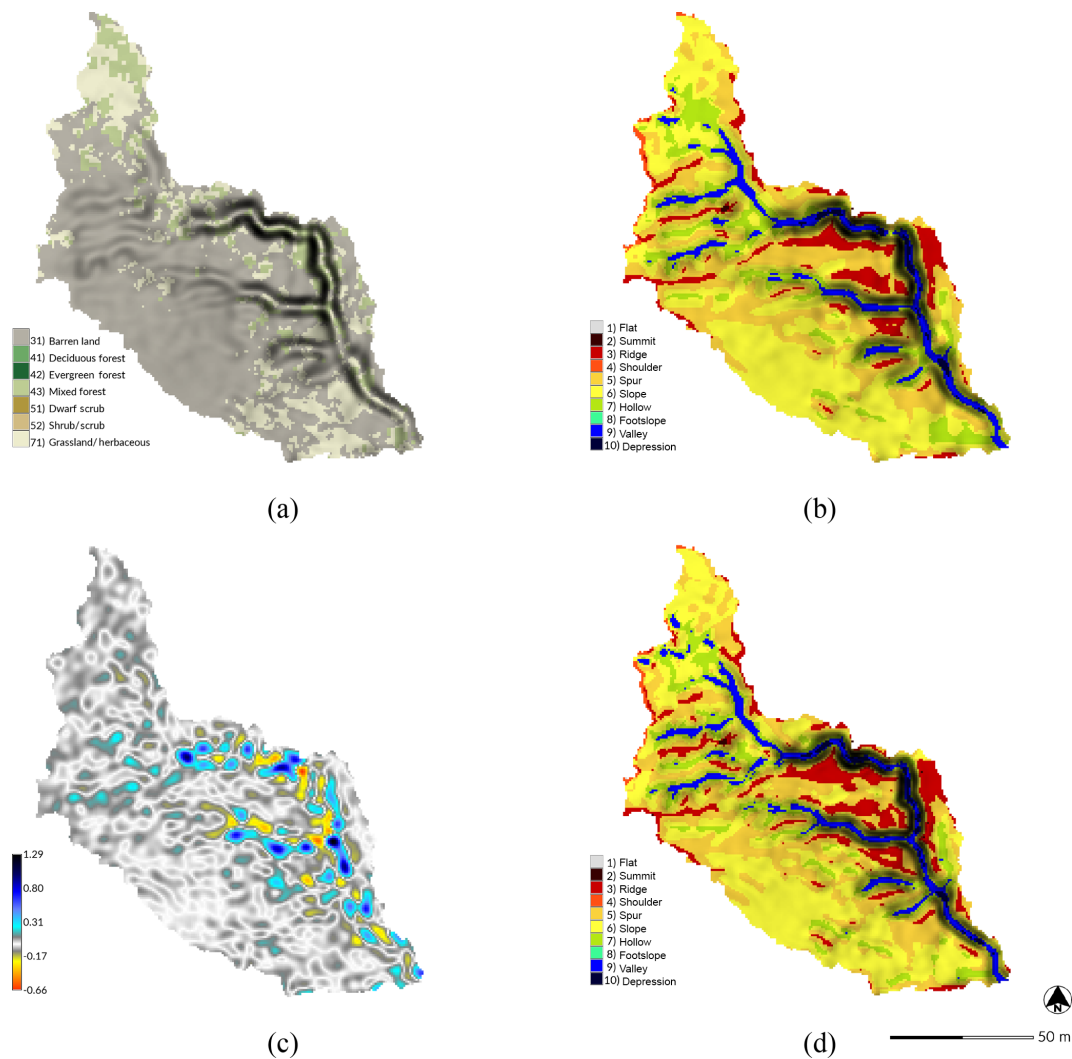 31) Barren land
41) Deciduous forest
42) Evergreen forest
43) Mixed forest
51) Dwarf scrub
52) Shrub/scrub
71) Grassland/herbaceous
(a)
1) Flat
2) Summit
3) Ridge
4) Shoulder
5) Spur
6) Slope
7) Hollow
8) Footslope
9) Valley
10) Depression
(b)
1.29
0.80
0.31
-0.17
-0.66
(c)
1) Flat
2) Summit
3) Ridge
4) Shoulder
5) Spur
6) Slope
7) Hollow
8) Footslope
9) Valley
10) Depression
(d)
N
50 m